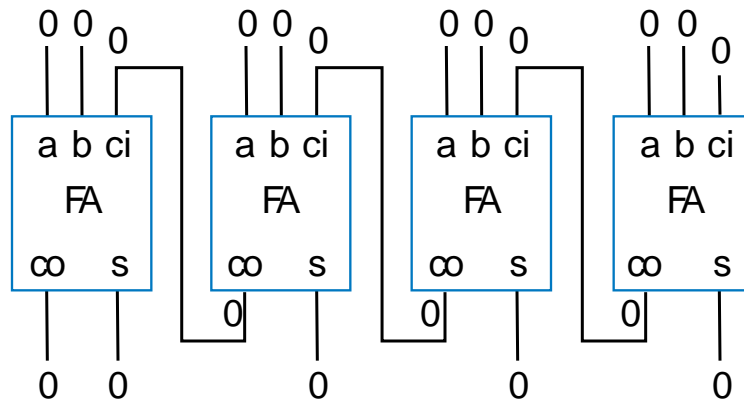 0 0 0 0 0 0 0 0 0 0 0 0
a b ci a b ci a b ci a b ci
FA FA FA FA
co s co s co s co s
0 0 0
0 0 0 0 0